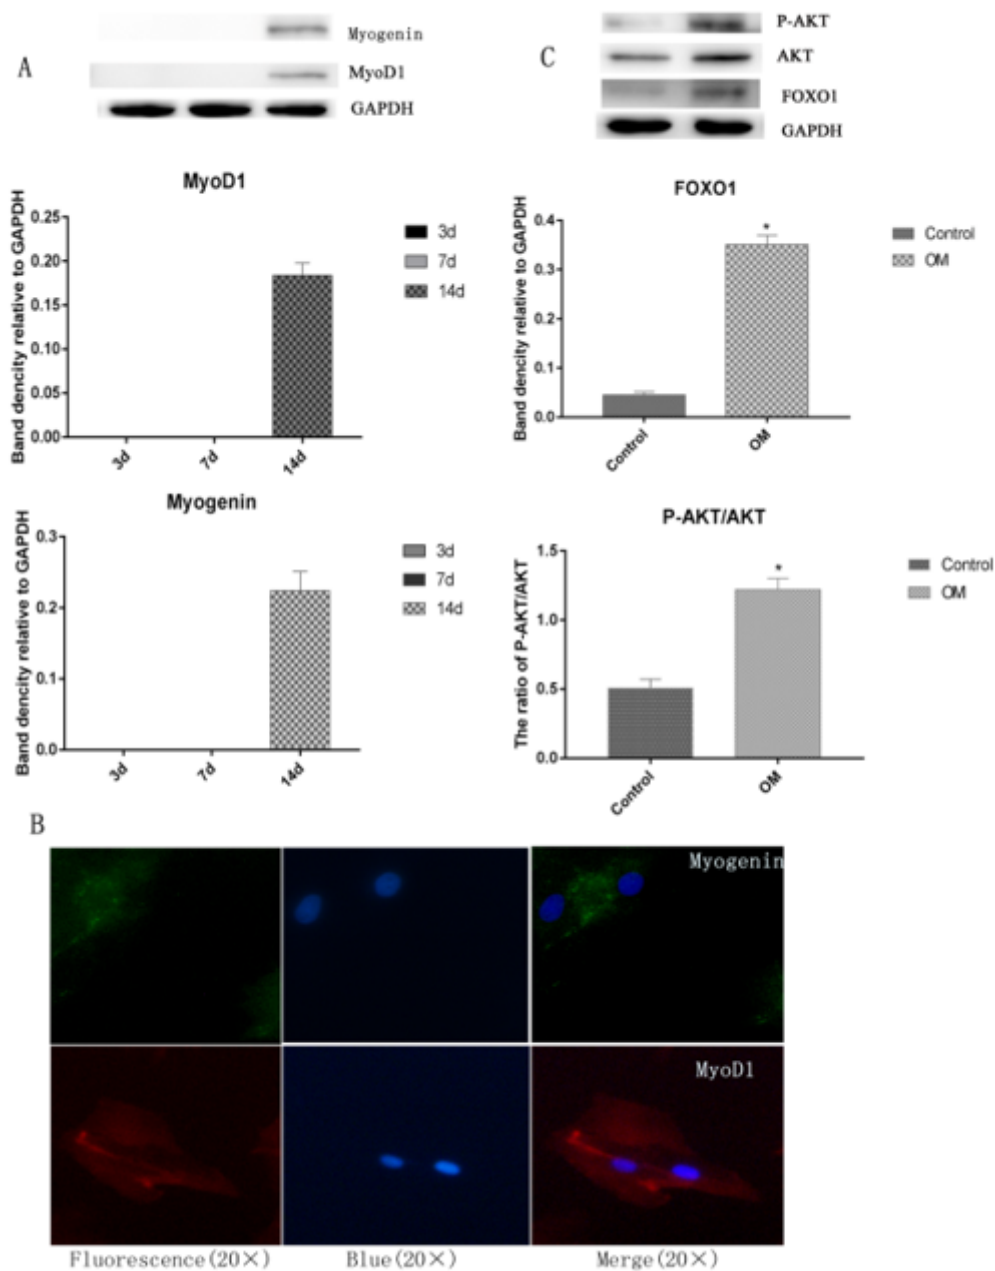 A
Myogenin
MyoD1
GAPDH
C
P-AKT
AKT
FOXO1
GAPDH
MyoD1
Band dencity relative to GAPDH
0.25
0.20
0.15
0.10
0.05
0.00
3d
7d
14d
3d
7d
14d
FOXO1
Band dencity relative to GAPDH
0.4
0.3
0.2
0.1
0.0
*
Control
OM
Control
OM
Myogenin
Band dencity relative to GAPDH
0.3
0.2
0.1
0.0
3d
7d
14d
3d
7d
14d
P-AKT/AKT
The ratio of P-AKT/AKT
1.5
1.0
0.5
0.0
*
Control
OM
Control
OM
B
Myogenin
MyoD1
Fluorescence(20×)
Blue(20×)
Merge(20×)